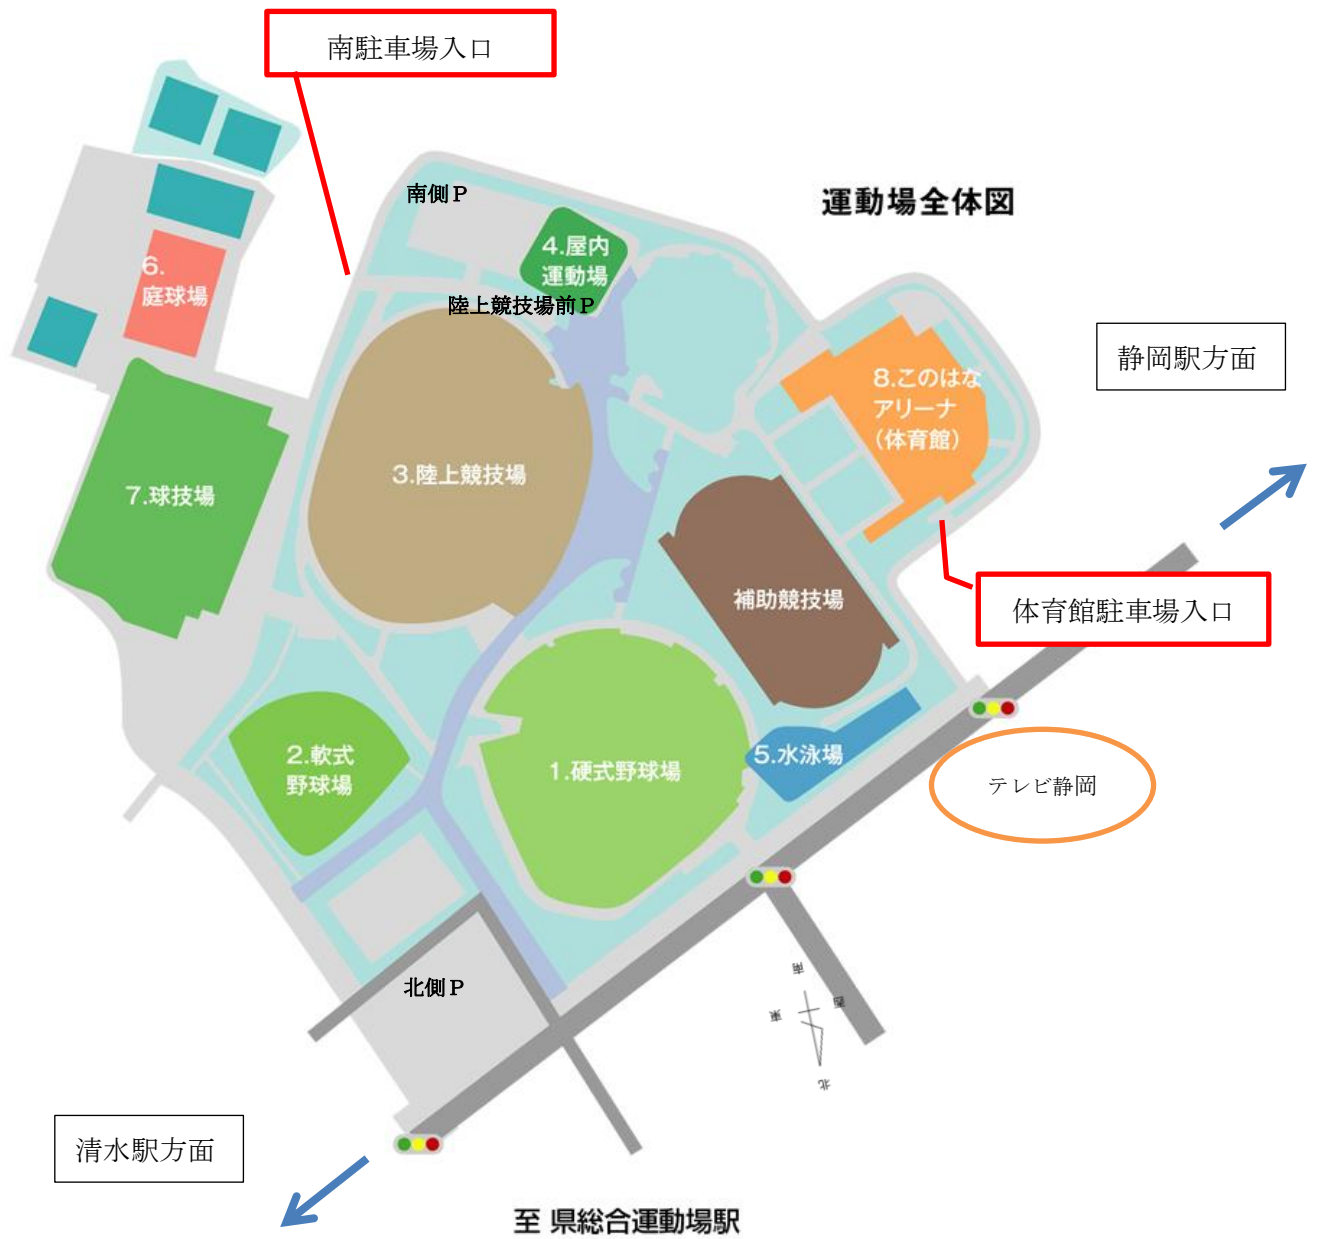 南駐車場入口
南側P
運動場全体図
4.屋内
運動場
6.
庭球場
陸上競技場前P
静岡駅方面
8.このはな
アリーナ
(体育館)
3.陸上競技場
7.球技場
補助競技場
体育館駐車場入口
2.軟式
野球場
1.硬式野球場
5.水泳場
テレビ静岡
北側P
南
西
東
北
清水駅方面
至 県総合運動場駅